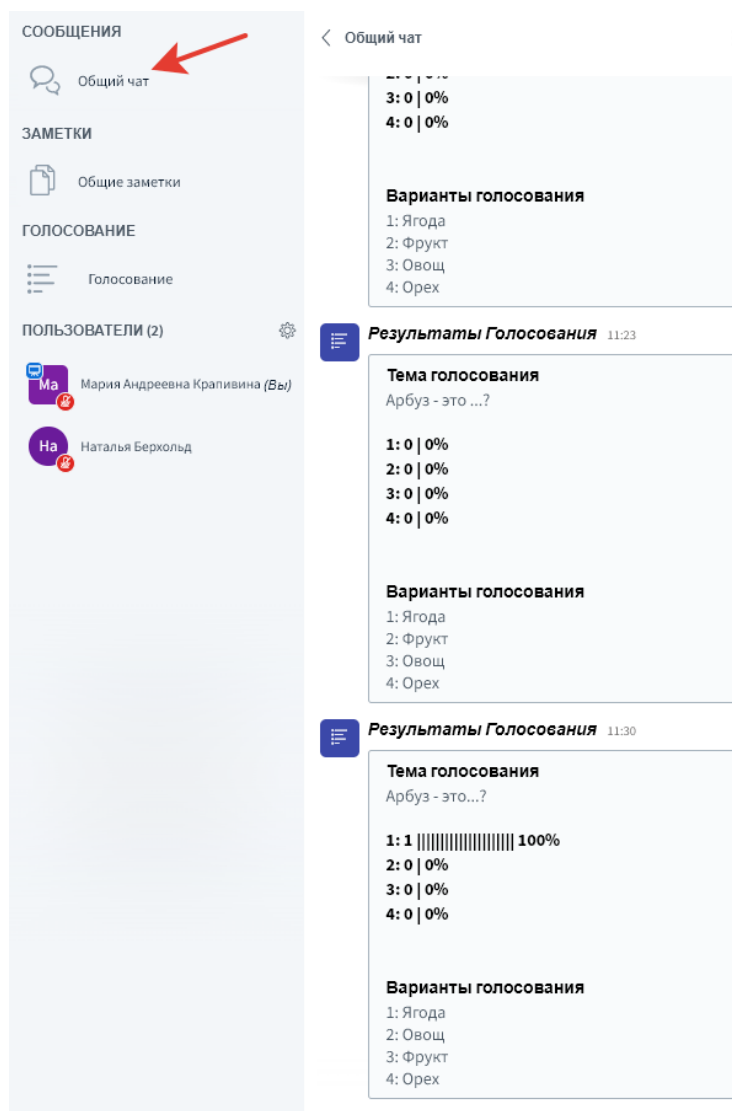 СООБЩЕНИЯ
Общий чат
ЗАМЕТКИ
Общие заметки
ГОЛОСОВАНИЕ
Голосование
ПОЛЬЗОВАТЕЛИ (2)
Ma
Мария Андреевна Крапивина (Вы)
На
Наталья Берхольд
Общий чат
2: 0 | 0%
3: 0 | 0%
4: 0 | 0%
Варианты голосования
1: Ягода
2: Фрукт
3: Овощ
4: Орех
Результаты Голосования 11:23
Тема голосования
Арбуз - это ...?
1: 0 | 0%
2: 0 | 0%
3: 0 | 0%
4: 0 | 0%
Варианты голосования
1: Ягода
2: Фрукт
3: Овощ
4: Орех
Результаты Голосования 11:30
Тема голосования
Арбуз - это...?
1: 1 |||||||||||||||||||| 100%
2: 0 | 0%
3: 0 | 0%
4: 0 | 0%
Варианты голосования
1: Ягода
2: Овощ
3: Фрукт
4: Орех